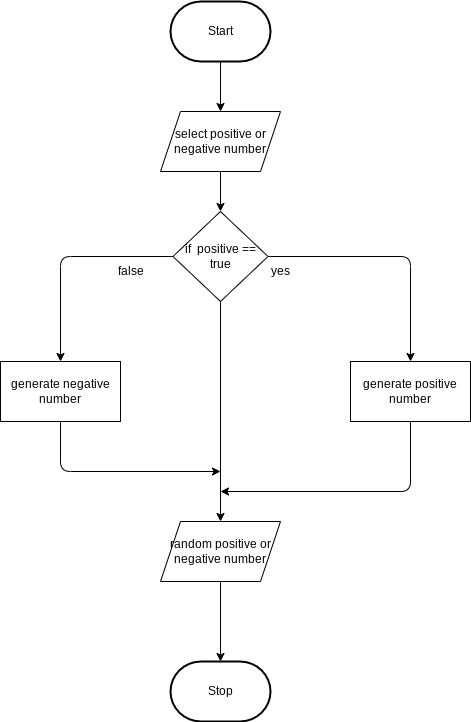 Start
select positive or
negative number
if  positive ==
true
false
yes
generate negative
number
generate positive
number
random positive or
negative number
Stop